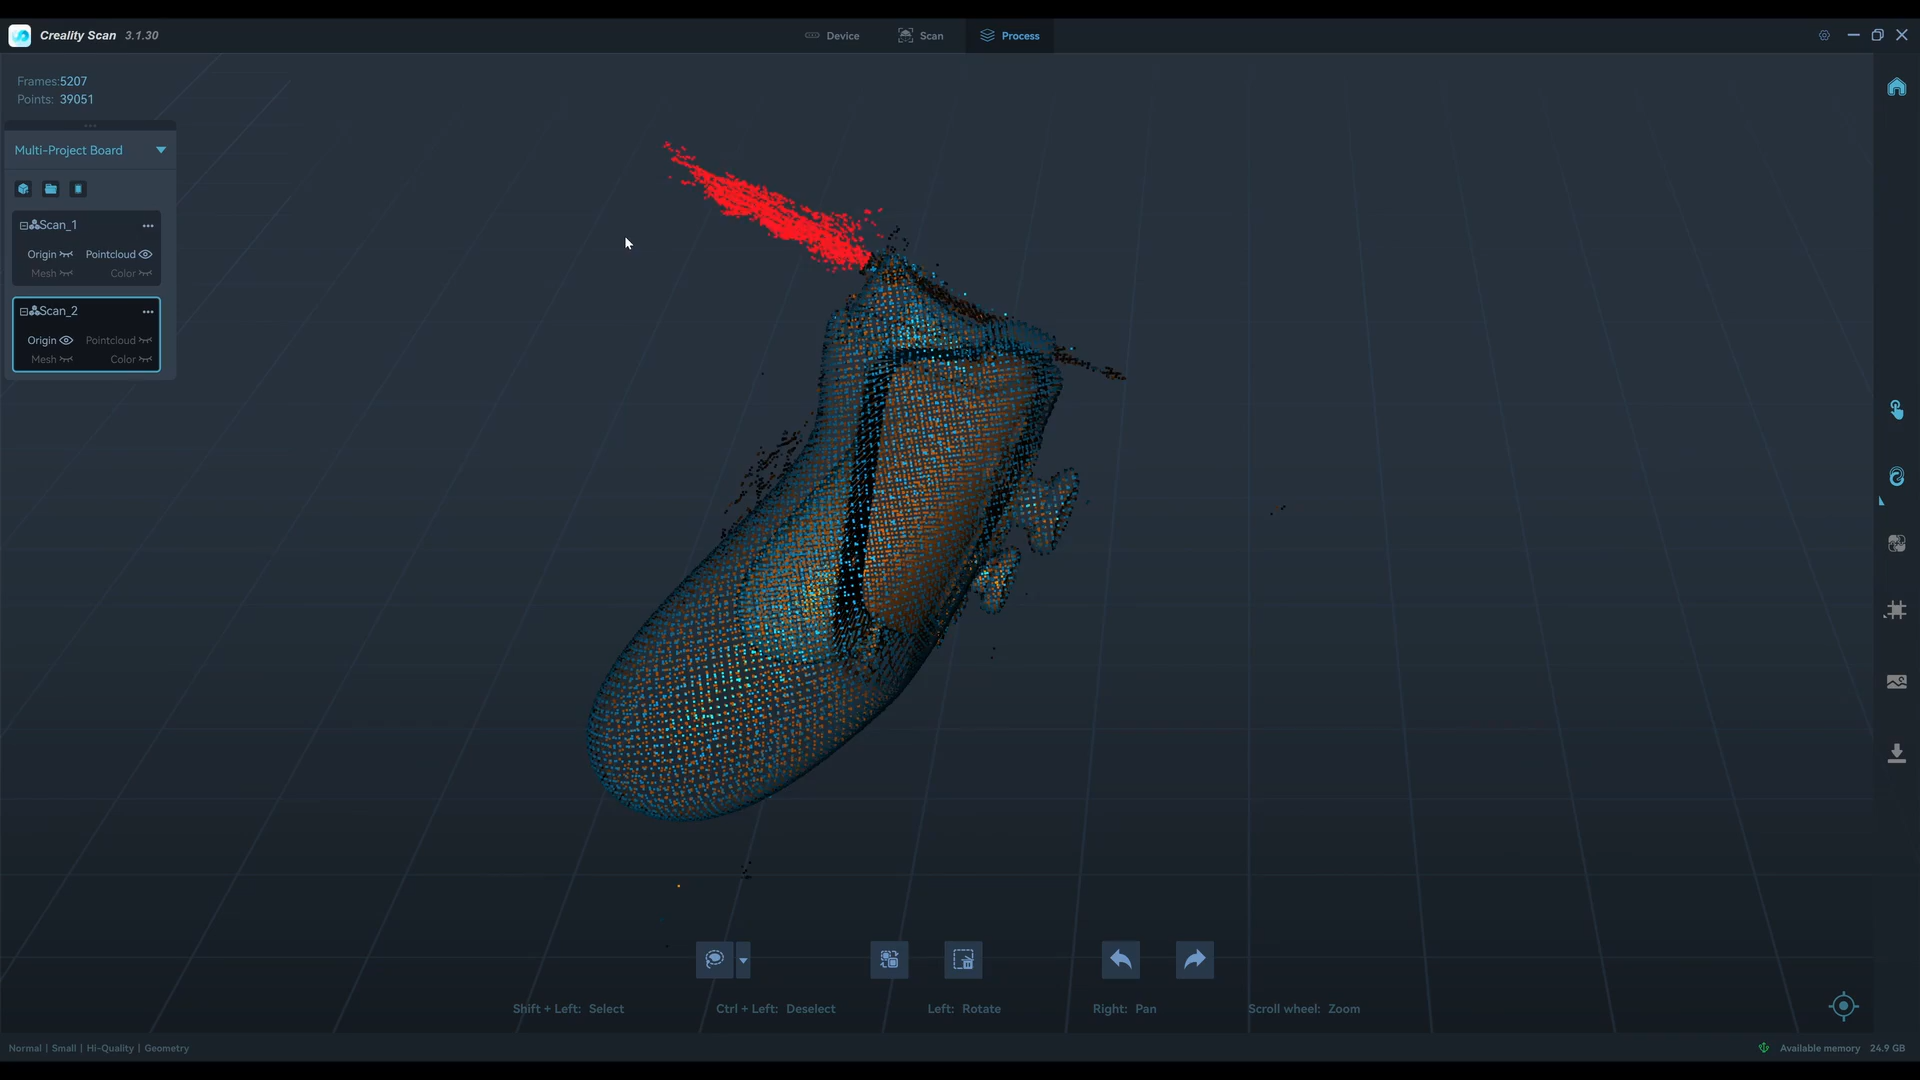 Creality Scan 3.1.30
Device
Scan
Process
Frames:5207
Points: 39051
Multi-Project Board
Scan_1
Origin
Pointcloud
Mesh
Color
Scan_2
Origin
Pointcloud
Mesh
Color
Shift + Left: Select
Ctrl + Left: Deselect
Left: Rotate
Right: Pan
Scroll wheel: Zoom
Normal | Small | Hi-Quality | Geometry
Available memory 24.9 GB